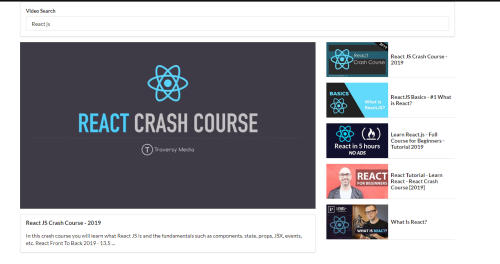 Video Search
React js
REACT CRASH COURSE
Traversy Media
React JS Crash Course - 2019
In this crash course you will learn what React JS is and the fundamentals such as components, state, props, JSX, events,
etc. React Front To Back 2019 - 13.5 ...
React JS
Crash Course
2019
React JS Crash Course -
2019
BASICS
What is
ReactJS?
ReactJS Basics - #1 What
is React?
React in 5 hours
NO ADS
Learn React.js - Full
Course for Beginners -
Tutorial 2019
REACT
FOR BEGINNERS
React Tutorial - Learn
React - React Crash
Course [2019]
WHAT IS REACT?
What Is React?